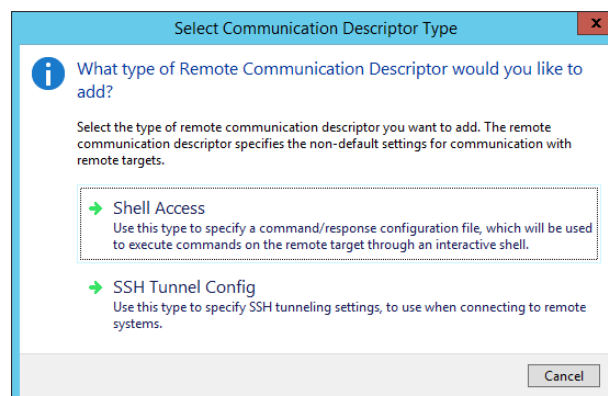 Select Communication Descriptor Type
x
What type of Remote Communication Descriptor would you like to
add?
Select the type of remote communication descriptor you want to add. The remote
communication descriptor specifies the non-default settings for communication with
remote targets.
Shell Access
Use this type to specify a command/response configuration file, which will be used
to execute commands on the remote target through an interactive shell.
SSH Tunnel Config
Use this type to specify SSH tunneling settings, to use when connecting to remote
systems.
Cancel